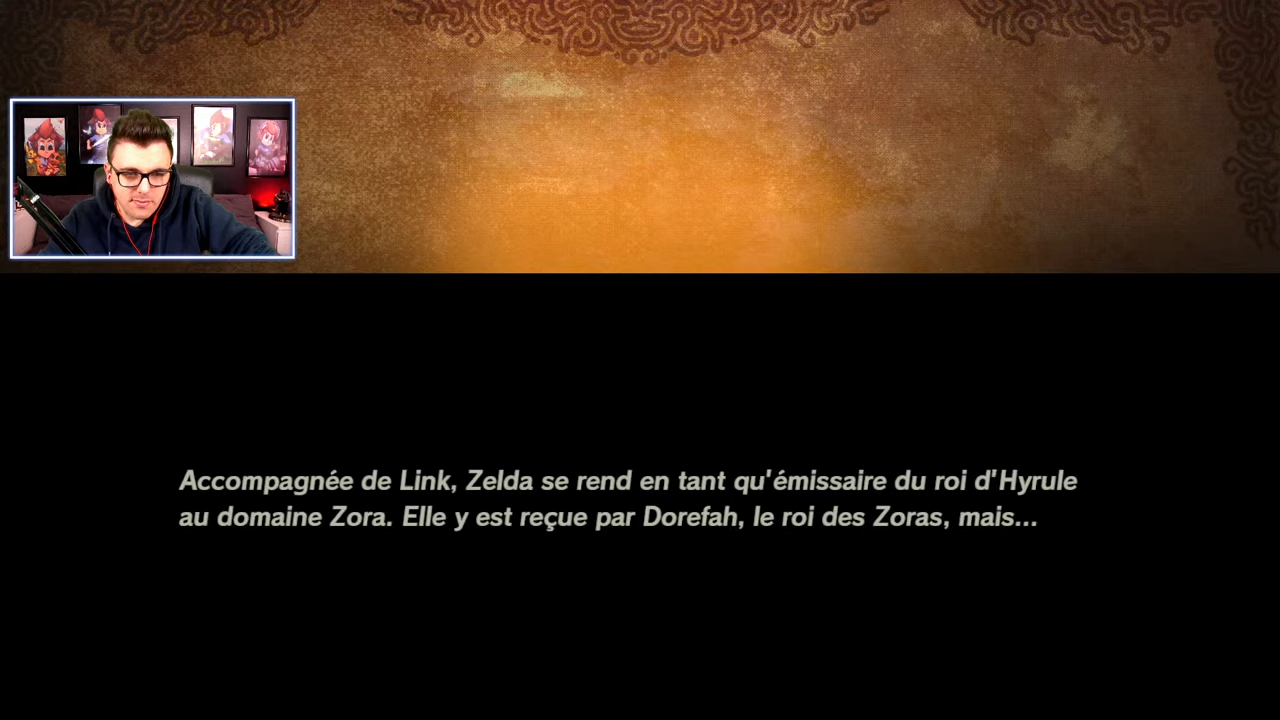 Accompagnée de Link, Zelda se rend en tant qu'émissaire du roi d'Hyrule
au domaine Zora. Elle y est reçue par Dorefah, le roi des Zoras, mais...